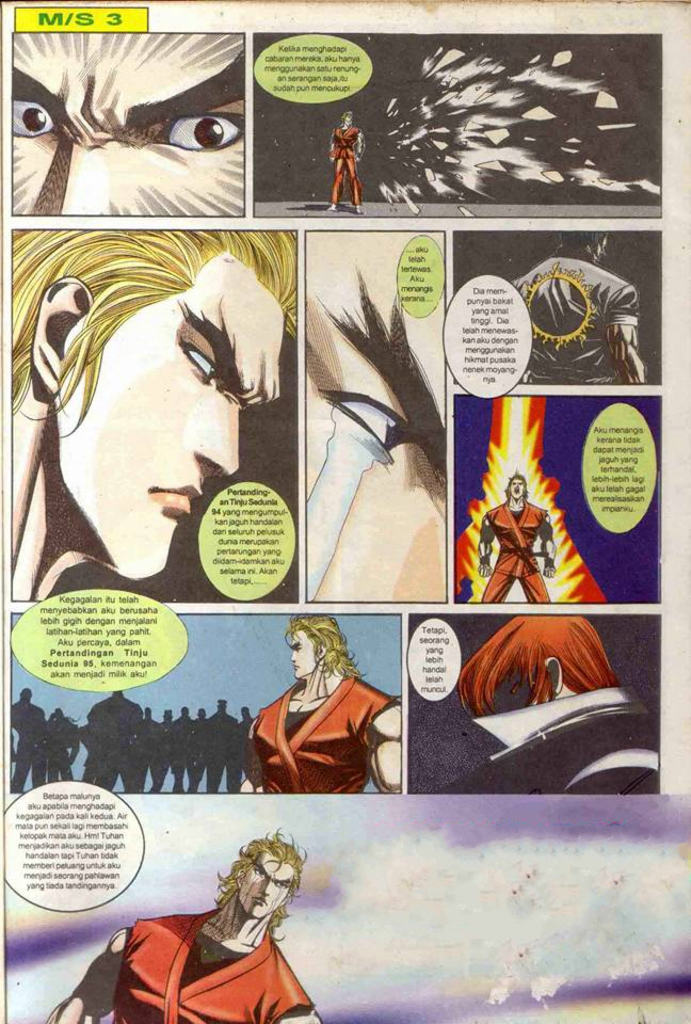 M/S 3
Ketika menghadapi
cabaran mereka, aku hanya
menggunakan satu renung-
an serangan saja,itu
sudah pun mencukupi.
Pertanding-
an Tinju Sedunia
94 yang mengumpul-
kan jaguh handalan
dari seluruh pelusuk
dunia merupakan
pertarungan yang
diidam-idamkan aku
selama ini. Akan
tetapi,......
....aku
telah
tertewas.
Aku
menangis
kerana....
Dia mem-
punyai bakat
yang amat
tinggi. Dia
telah menewas-
kan aku dengan
menggunakan
hikmat pusaka
nenek moyang-
nya.
Aku menangis
kerana tidak
dapat menjadi
jaguh yang
terhandal,
lebih-lebih lagi
aku telah gagal
merealisasikan
impianku.
Kegagalan itu telah
menyebabkan aku berusaha
lebih giat dengan menjalani
latihan-latihan yang pahit.
Aku percaya, dalam
Pertandingan Tinju
Sedunia 95, kemenangan
akan menjadi milik aku!
Tetapi,
seorang
yang
lebih
handal
telah
muncul.
Betapa malunya
aku apabila menghadapi
kegagalan pada kali kedua. Air
mata pun sekali lagi membasahi
kelopak mata aku. Hm! Tuhan
menjadikan aku sebagai jaguh
handalan tapi Tuhan tidak
memberi peluang untuk aku
menjadi seorang pahlawan
yang tiada tandingannya.